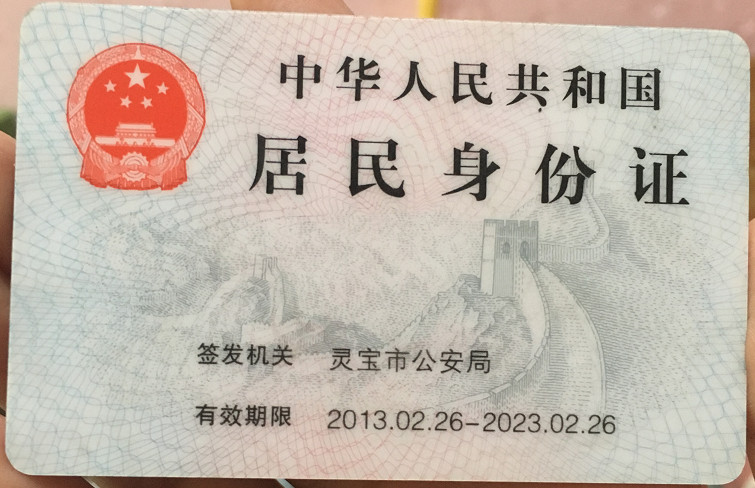 中华人民共和国
居民身份证
签发机关 灵宝市公安局
有效期限 2013.02.26-2023.02.26